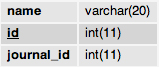 name varchar(20)
id int(11)
journal_id int(11)